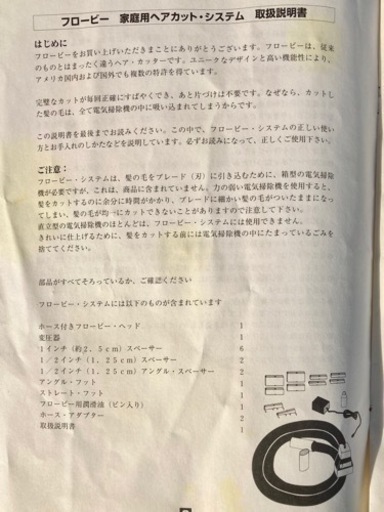 フロービー 家庭用ヘアカット・システム 取扱説明書
はじめに
フロービーをお買い上げいただきまことにありがとうございます。フロービーは、従来
のものとはまったく違うヘア・カッターです。ユニークなデザインと高い機能性により、
アメリカ国内および国外でも複数の特許を得ています。
完璧なカットが毎回正確にすばやくでき、あと片づけは不要です。なぜなら、カットし
た髪の毛は、全て電気掃除機の中に吸い込まれてしまうからです。
この説明書を最後までお読みください。この中で、フロービー・システムの正しい使い
方とお手入れのしかたなどを説明しています。必ずお読みになって、正しくご使用下さい。
ご注意：
フロービー・システムは、髪の毛をブレード（刃）に引き込むために、箱型の電気掃除
機が必要ですが、これは、商品に含まれていません。力の弱い電気掃除機を使用すると、
髪をカットするのに余分に時間がかかり、ブレードに細かい髪の毛がついたままになって
しまい、髪の毛が均一にカットできないことがありますので注意して下さい。
直立型の電気掃除機のほとんどは、フロービー・システムには使用できません。
きれいに仕上げるために、髪をカットする前には電気掃除機の中にたまっているごみを
捨ててください。
部品がすべてそろっているか、ご確認ください
フロービー・システムには以下のものが含まれています
ホース付きフロービー・ヘッド 1
変圧器 1
1インチ（約2．5cm）スペーサー 6
1／2インチ（1．25cm）スペーサー 2
1／2インチ（1．25cm）アングル・スペーサー 2
アングル・フット 1
ストレート・フット 1
フロービー用潤滑油（ビン入り） 1
ホース・アダプター 2
取扱説明書 1